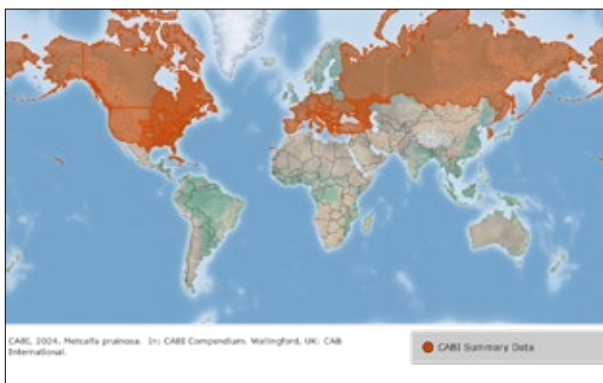 CABI, 2024. Metcalfa pruinosa. In: CABI Compendium. Wallingford, UK: CAB
International.
CABI Summary Data